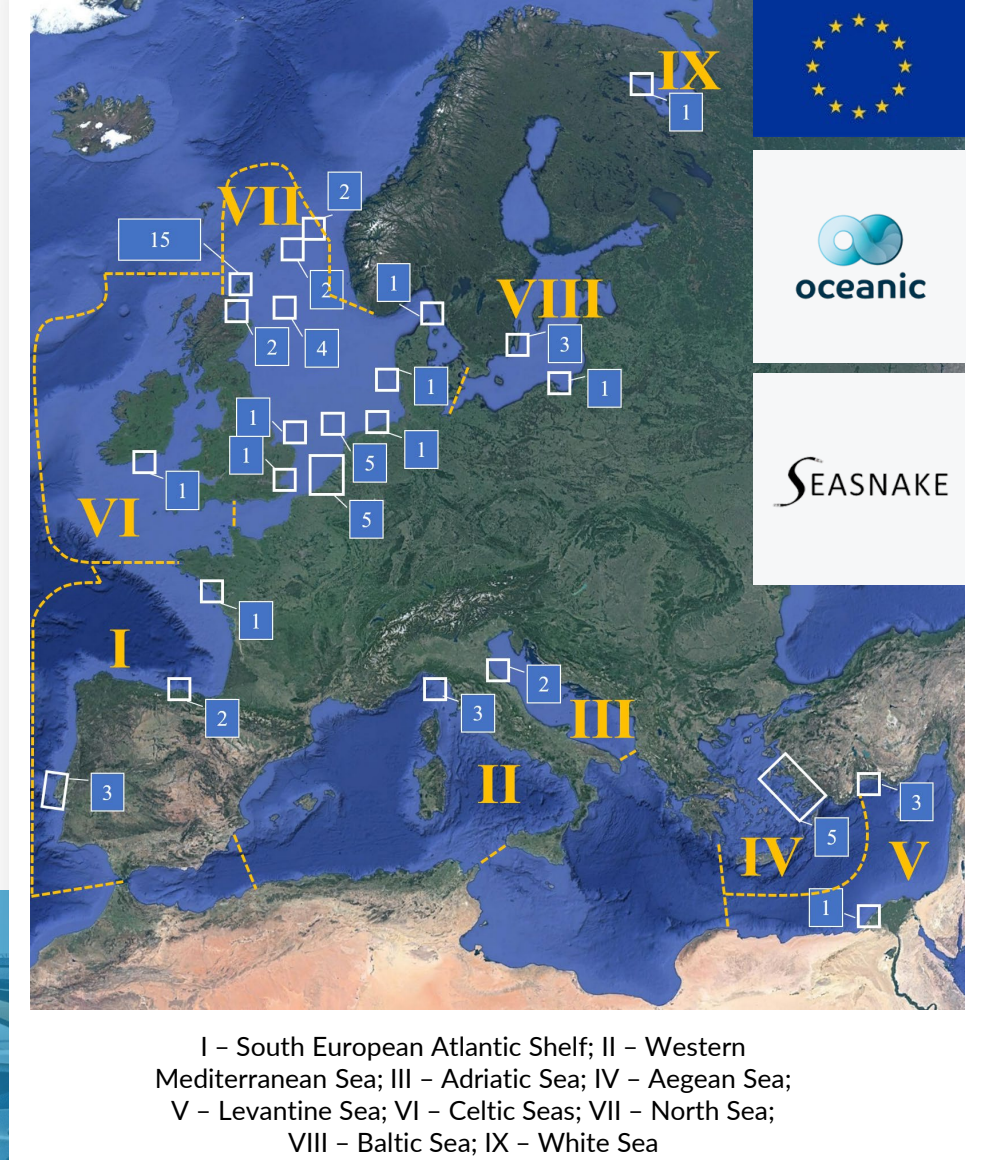 IX
1
VII
2
15
2
1
VIII
2
4
3
1
1
1
1
5
1
1
5
VI
1
I
2
2
3
III
II
3
3
5
IV
V
1
oceanic
SEASNAKE
I – South European Atlantic Shelf; II – Western
Mediterranean Sea; III – Adriatic Sea; IV – Aegean Sea;
V – Levantine Sea; VI – Celtic Seas; VII – North Sea;
VIII – Baltic Sea; IX – White Sea